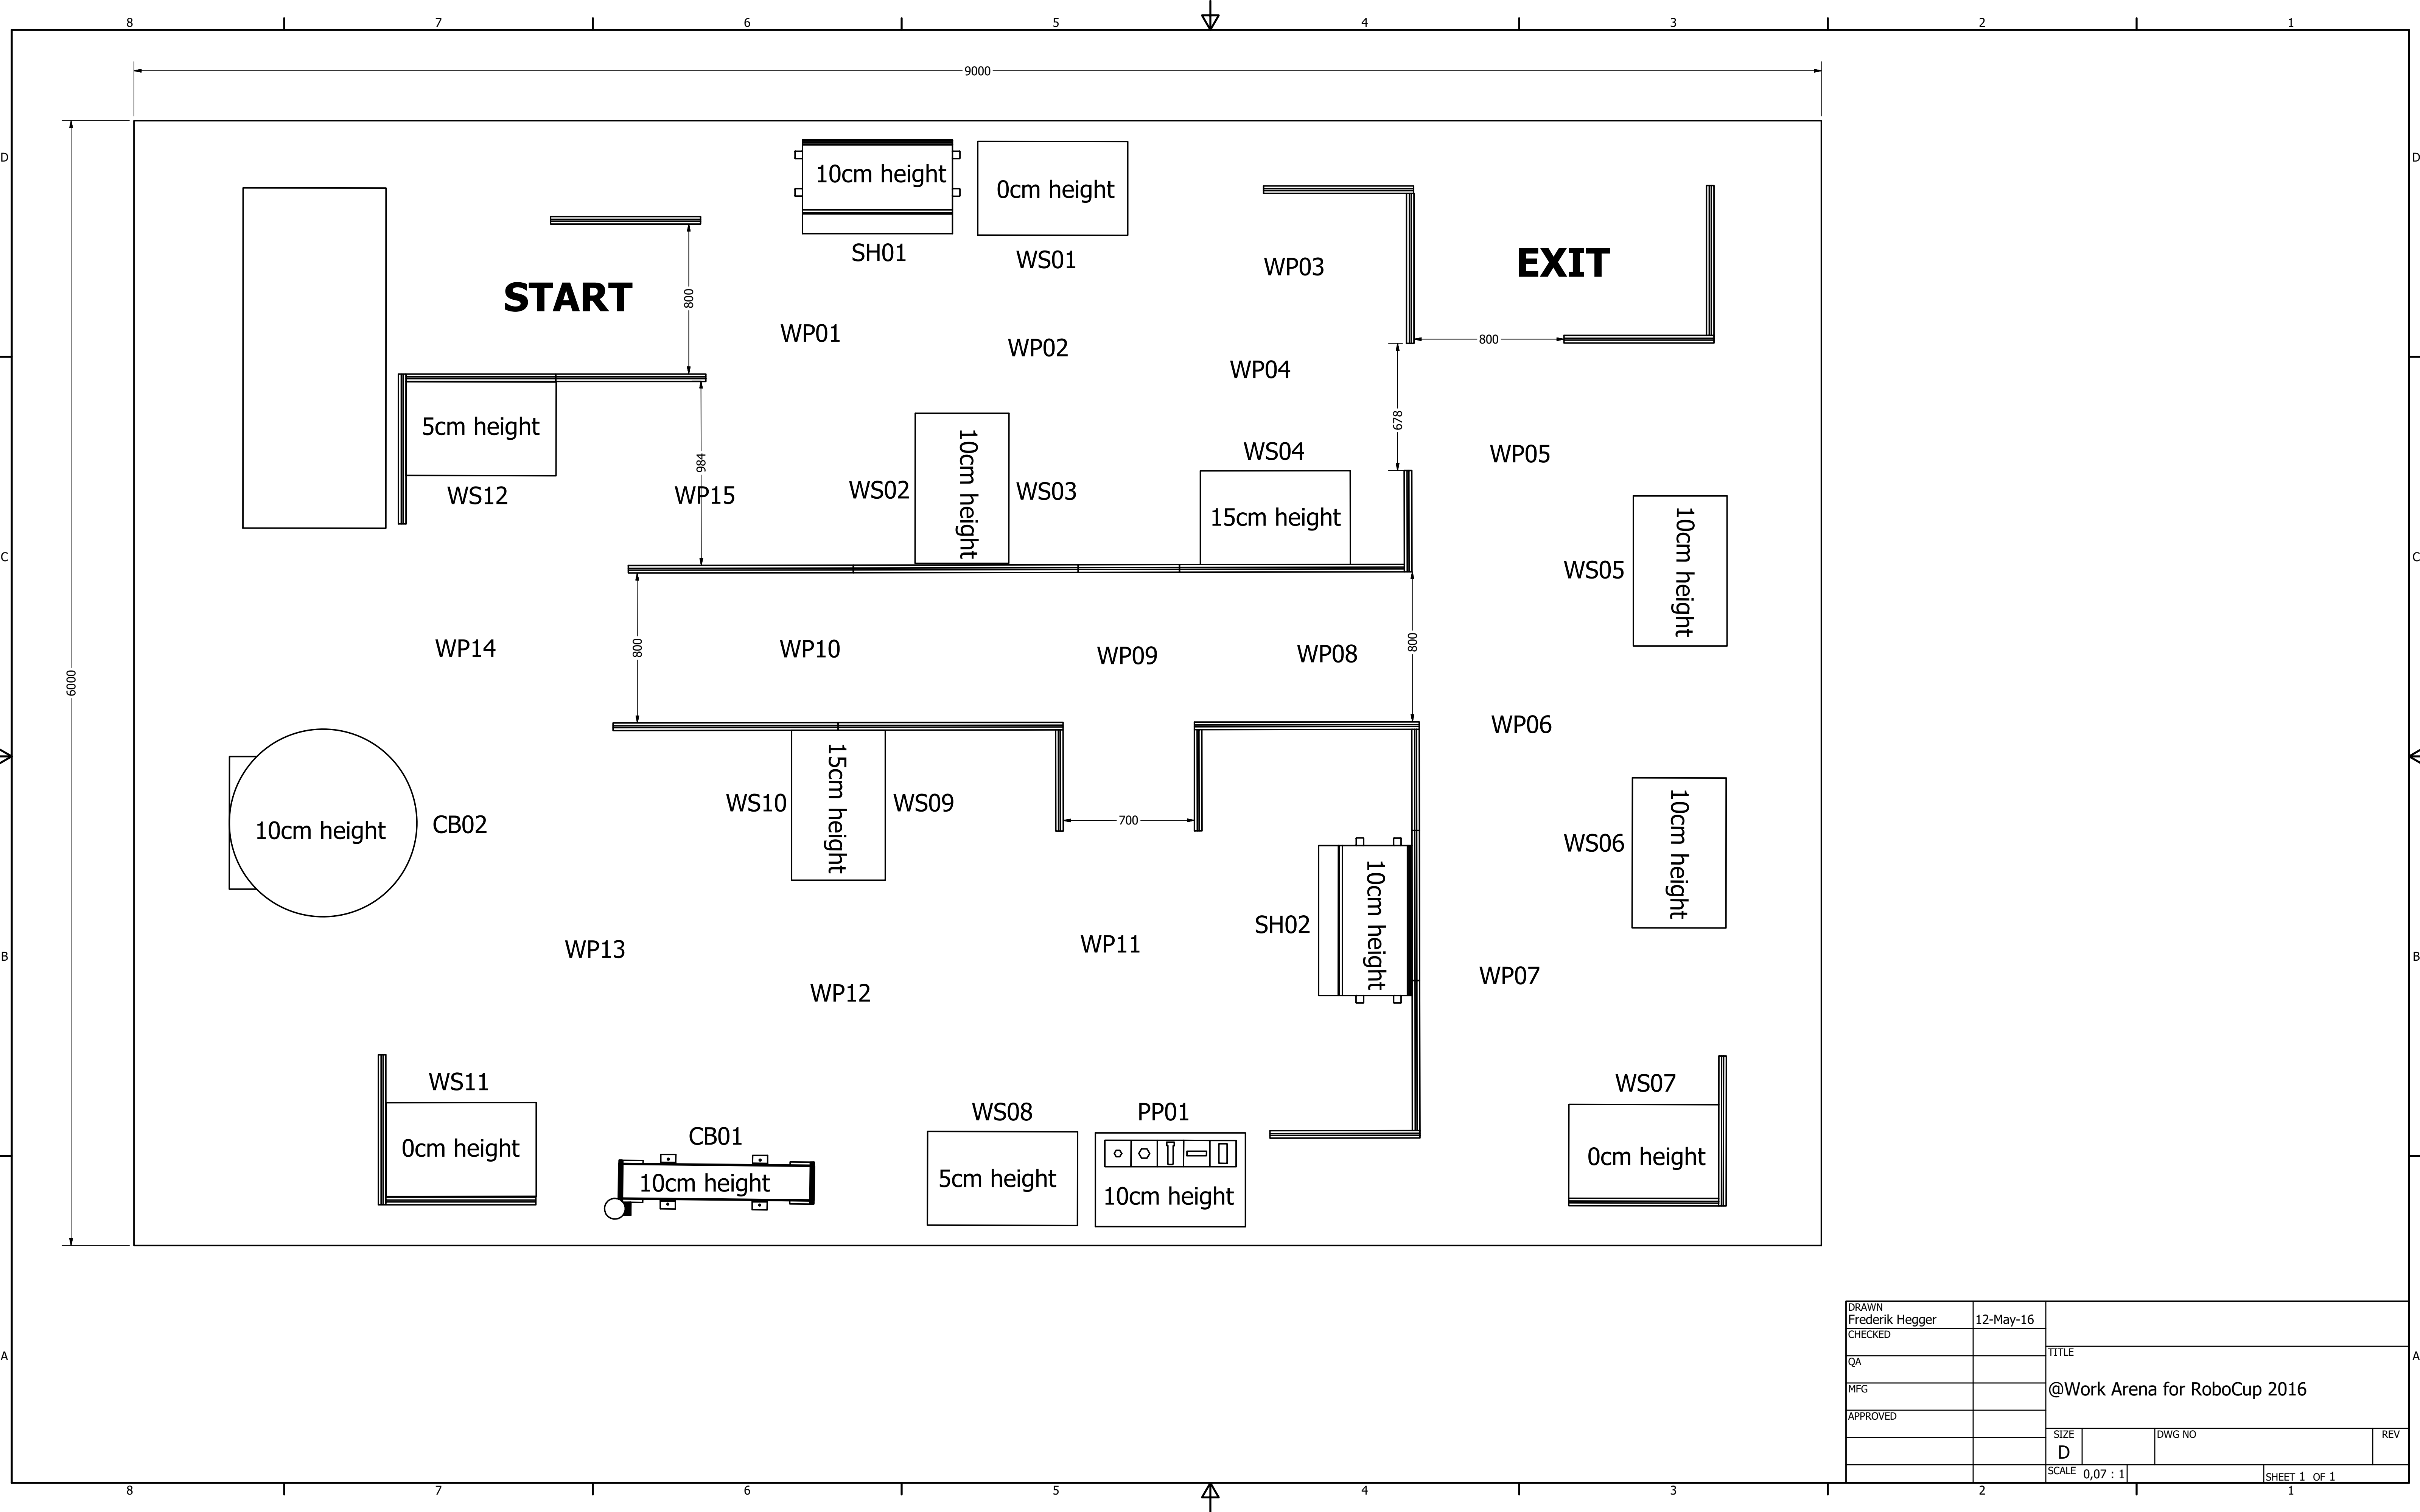 8 7 6 5 4 3 2 1
9000
D D
10cm height
0cm height
SH01
WS01
WP03
EXIT
START
800
WP01
WP02
800
WP04
678
5cm height
984
WS12
WP15
WS02
10cm height
WS03
WS04
15cm height
WP05
C C
WS05
10cm height
6000
WP14
800
WP10
WP09
WP08
800
WP06
10cm height
CB02
WS10
15cm height
WS09
700
WS06
10cm height
SH02
10cm height
WP13
WP12
WP11
WP07
B B
WS11
0cm height
CB01
10cm height
WS08
5cm height
PP01
10cm height
WS07
0cm height
A A
DRAWN
Frederik Hegger 12-May-16
CHECKED
QA
MFG
APPROVED
TITLE
@Work Arena for RoboCup 2016
SIZE
D
DWG NO
REV
SCALE 0,07 : 1
SHEET 1 OF 1
8 7 6 5 4 3 2 1